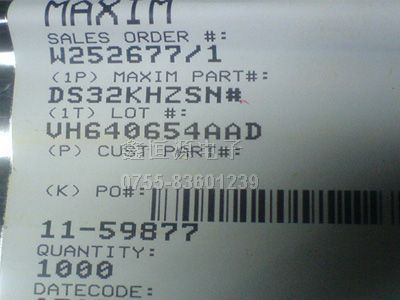 MAXIM
SALES ORDER #:
W252677/1
(1P) MAXIM PART#:
DS32KHZSN#
(1T) LOT #:
VH640654AAD
(P) CUST PART#:
0755-83601239
(K) PO#:
11-59877
QUANTITY:
1000
DATECODE: